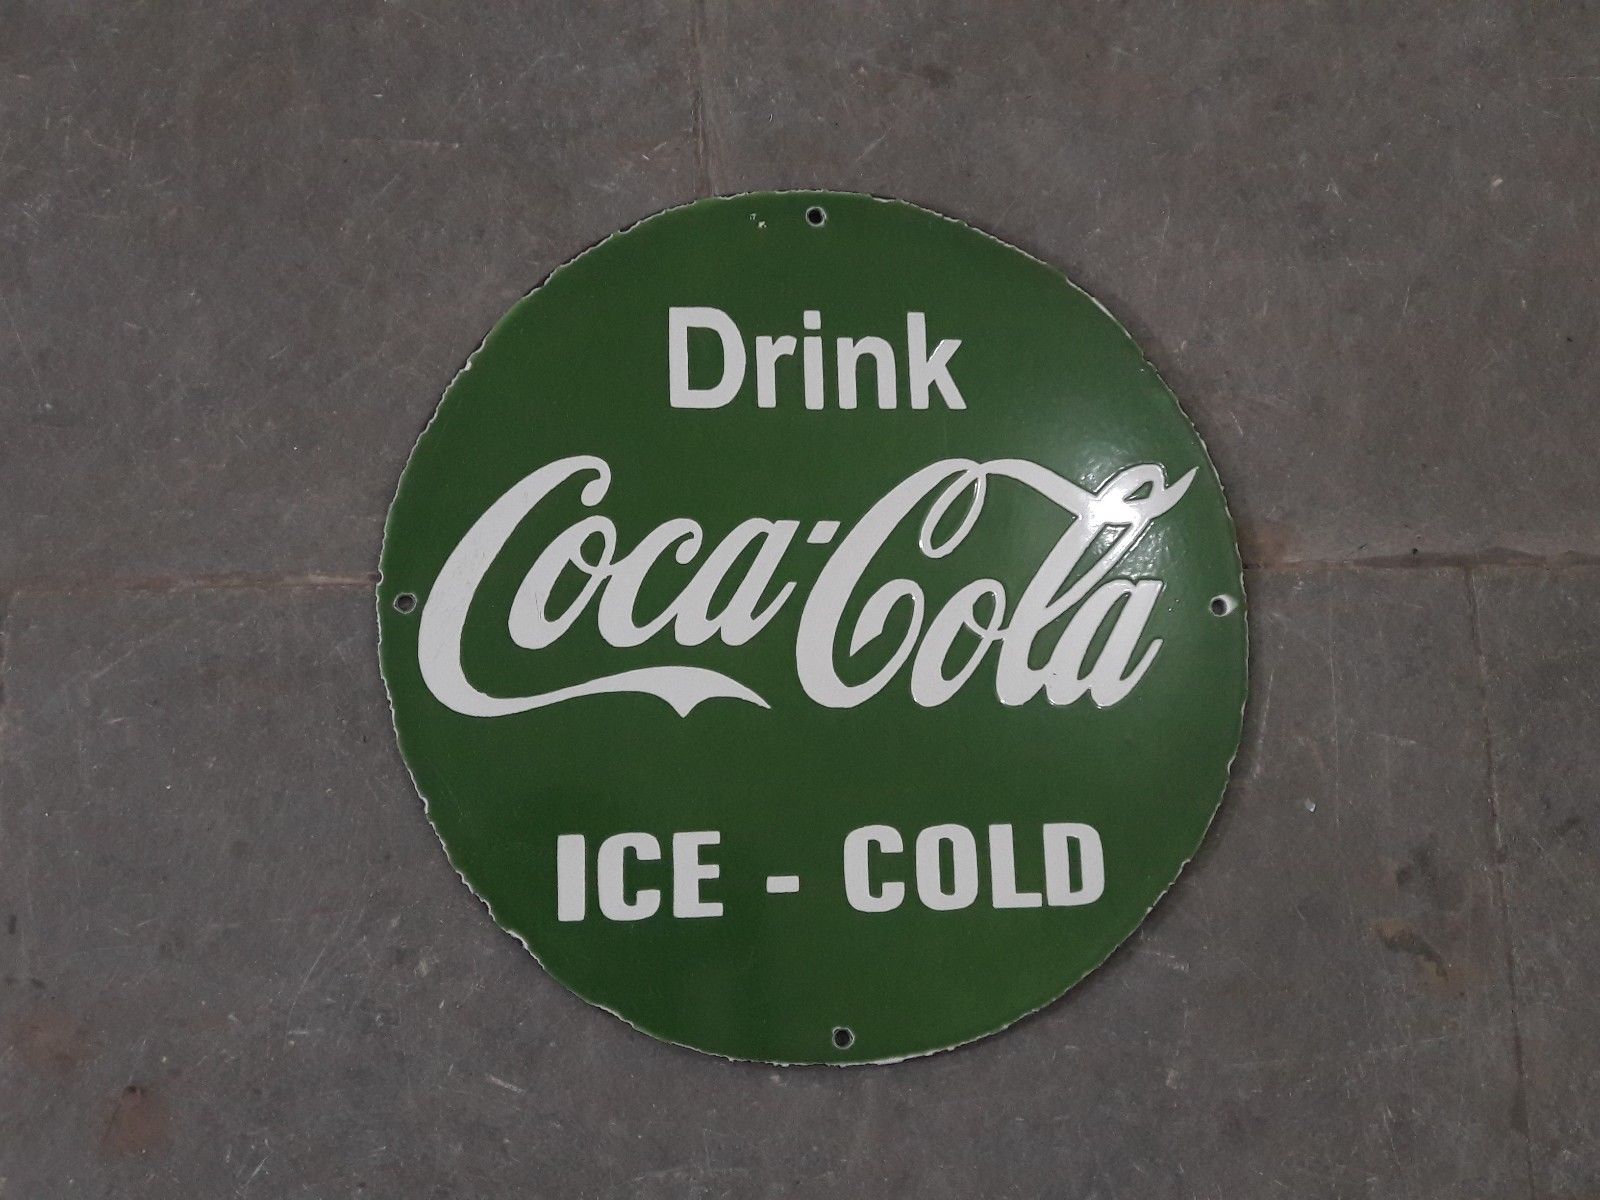 Drink
Coca-Cola
ICE - COLD